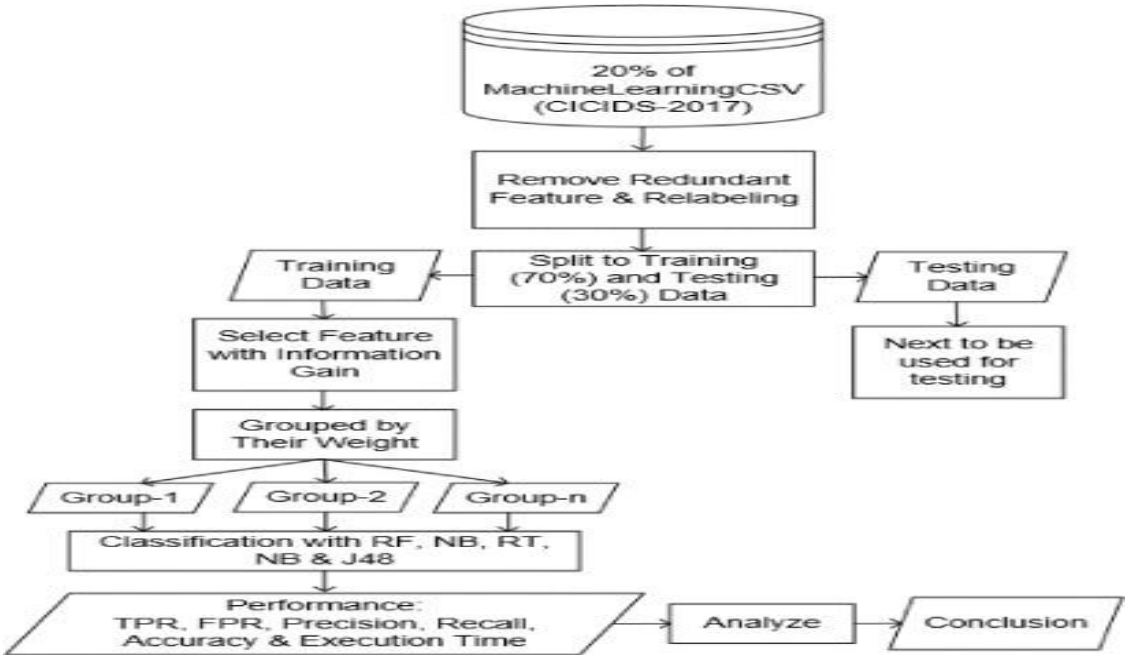 20% of
MachineLearningCSV
(CICIDS-2017)
Remove Redundant
Feature & Relabeling
Split to Training
(70%) and Testing
(30%) Data
Training
Data
Testing
Data
Select Feature
with Information
Gain
Next to be
used for
testing
Grouped by
Their Weight
Group-1
Group-2
Group-n
Classification with RF, NB, RT,
NB & J48
Performance:
TPR, FPR, Precision, Recall,
Accuracy & Execution Time
Analyze
Conclusion